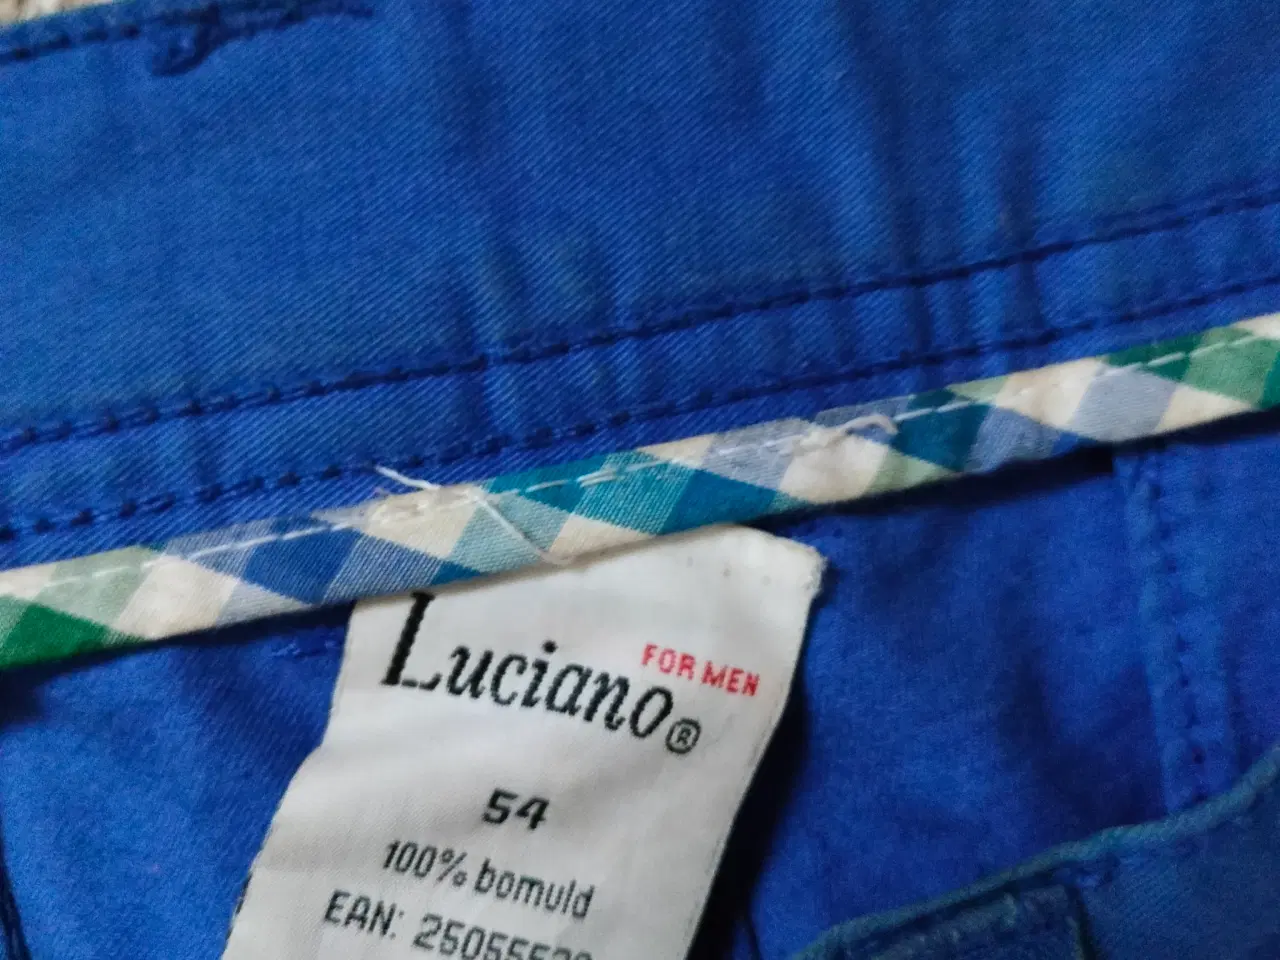 Luciano®
FOR MEN
54
100% bomuld
EAN: